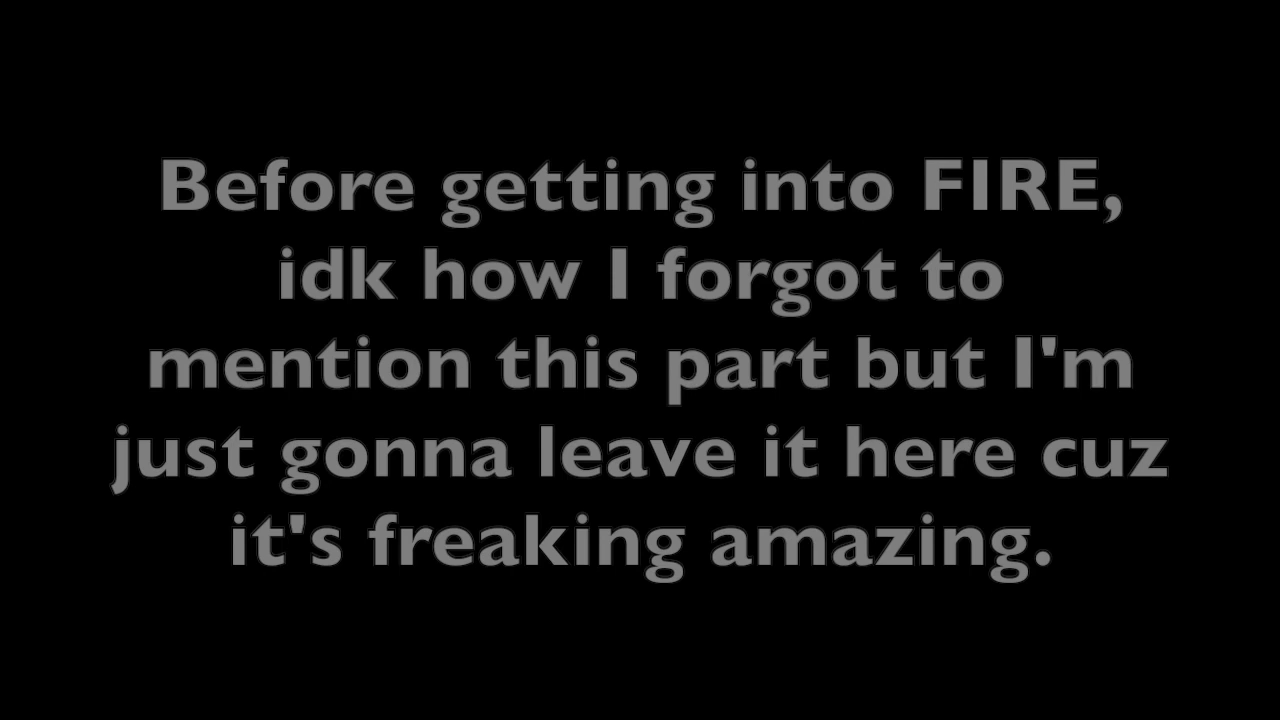 Before getting into FIRE,
idk how I forgot to
mention this part but I'm
just gonna leave it here cuz
it's freaking amazing.